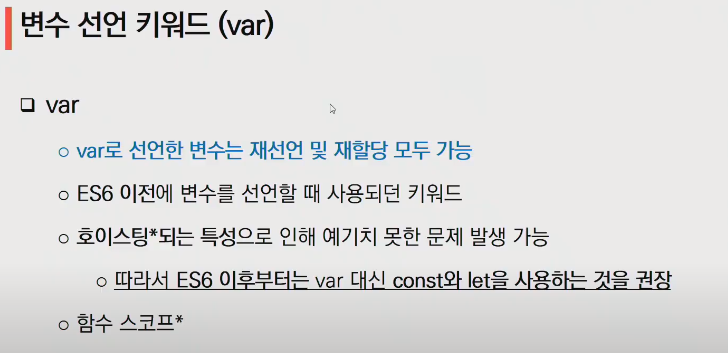 변수 선언 키워드 (var)
var
var로 선언한 변수는 재선언 및 재할당 모두 가능
ES6 이전에 변수를 선언할 때 사용되던 키워드
호이스팅*되는 특성으로 인해 예기치 못한 문제 발생 가능
따라서 ES6 이후부터는 var 대신 const와 let을 사용하는 것을 권장
함수 스코프*